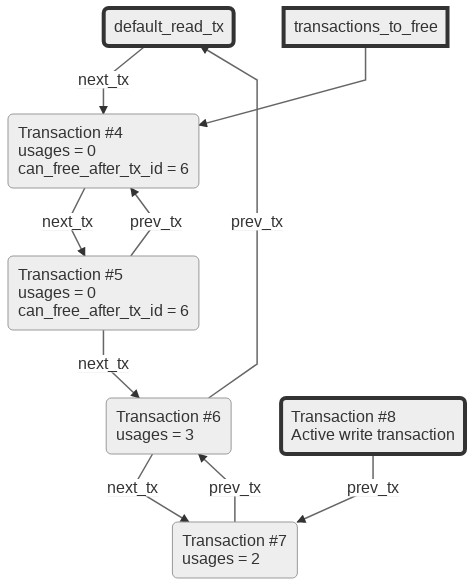 default_read_tx
transactions_to_free
next_tx
Transaction #4
usages = 0
can_free_after_tx_id = 6
next_tx
prev_tx
prev_tx
Transaction #5
usages = 0
can_free_after_tx_id = 6
next_tx
Transaction #6
usages = 3
Transaction #8
Active write transaction
next_tx
prev_tx
prev_tx
Transaction #7
usages = 2